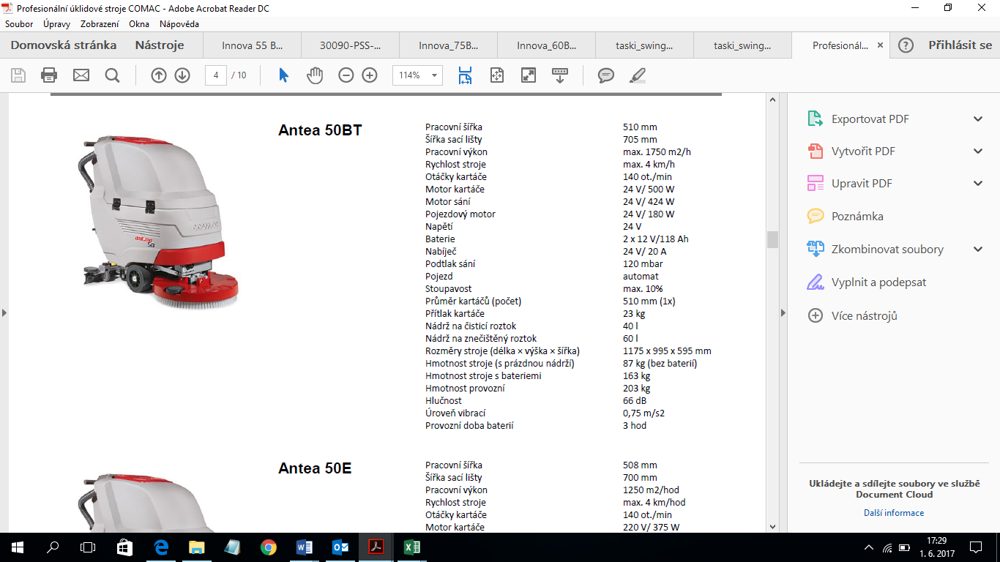 Profesionální úklidové stroje COMAC - Adobe Acrobat Reader DC
Soubor Úpravy Zobrazení Okna Nápověda
Domovská stránka Nástroje Innova 55 B... 30090-PSS-... Innova_75B... Innova_60B... taski_swing... taski_swing... Profesionál... × ? Přihlásit se
4 / 10 114%
Antea 50BT
Pracovní šířka 510 mm
Šířka sací lišty 705 mm
Pracovní výkon max. 1750 m2/h
Rychlost stroje max. 4 km/h
Otáčky kartáče 140 ot./min
Motor kartáče 24 V/ 500 W
Motor sání 24 V/ 424 W
Pojezdový motor 24 V/ 180 W
Napětí 24 V
Baterie 2 x 12 V/118 Ah
Nabíječ 24 V/ 20 A
Podtlak sání 120 mbar
Pojezd automat
Stoupavost max. 10%
Průměr kartáčů (počet) 510 mm (1x)
Přítlak kartáče 23 kg
Nádrž na čisticí roztok 40 l
Nádrž na znečištěný roztok 60 l
Rozměry stroje (délka × výška × šířka) 1175 x 995 x 595 mm
Hmotnost stroje (s prázdnou nádrží) 87 kg (bez baterií)
Hmotnost stroje s bateriemi 163 kg
Hmotnost provozní 203 kg
Hlučnost 66 dB
Úroveň vibrací 0,75 m/s2
Provozní doba baterií 3 hod
COMAC
antea
50
Antea 50E
Pracovní šířka 508 mm
Šířka sací lišty 700 mm
Pracovní výkon 1250 m2/hod
Rychlost stroje max. 4 km/hod
Otáčky kartáče 140 ot./min
Motor kartáče 220 V/ 375 W
Exportovat PDF
Vytvořit PDF
Upravit PDF
Poznámka
Zkombinovat soubory
Vyplnit a podepsat
Více nástrojů
Ukládejte a sdílejte soubory ve službě
Document Cloud
Další informace
17:29
1. 6. 2017